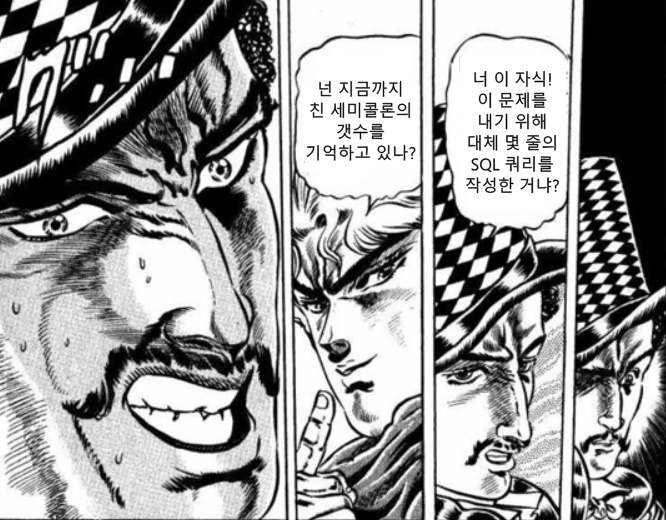 너 이 자식!
이 문제를
내기 위해
대체 몇 줄의
SQL 쿼리를
작성한 거냐?
넌 지금까지
친 세미콜론의
갯수를
기억하고 있나?